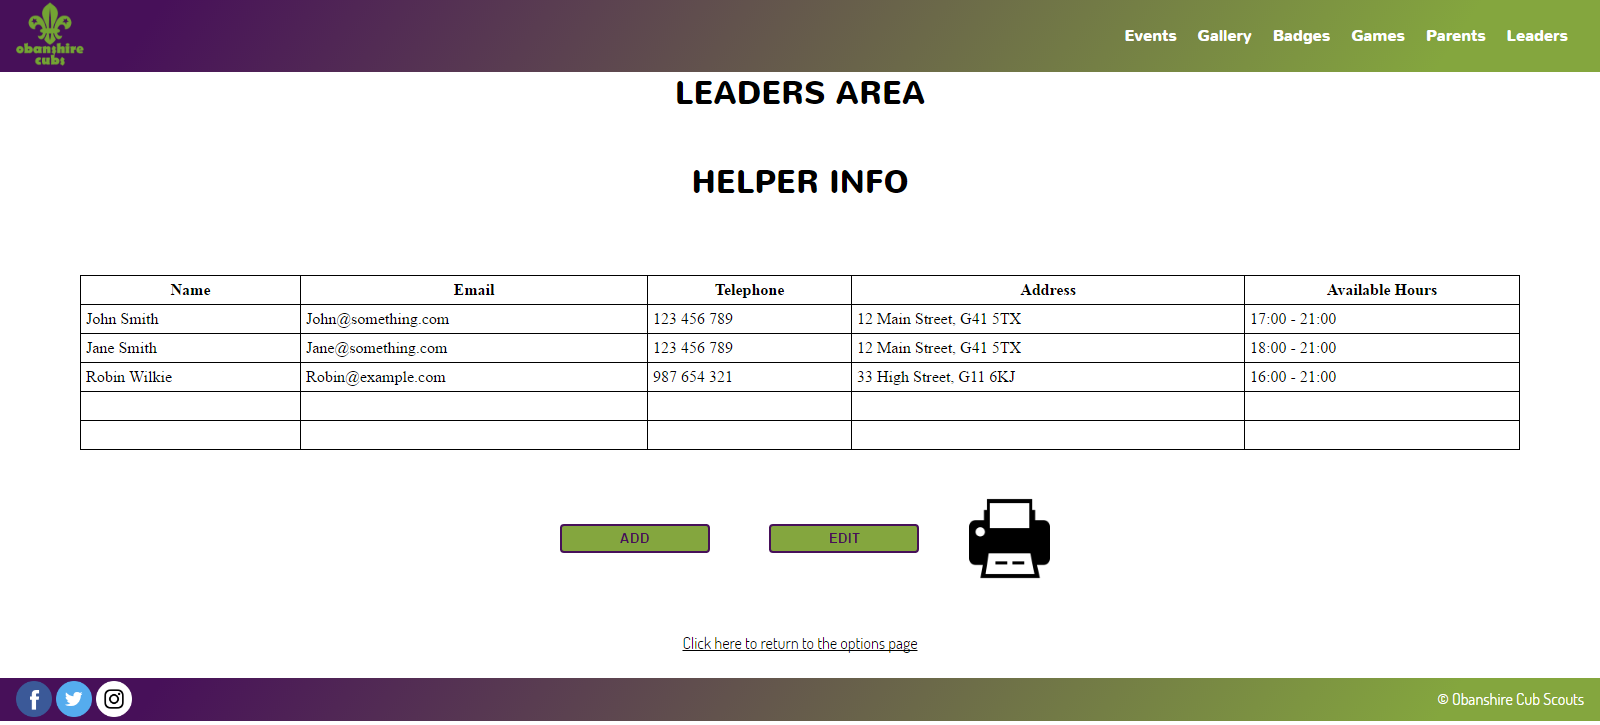 obanshire
cubs
Events Gallery Badges Games Parents Leaders
LEADERS AREA
HELPER INFO
Name Email Telephone Address Available Hours
John Smith John@something.com 123 456 789 12 Main Street, G41 5TX 17:00 - 21:00
Jane Smith Jane@something.com 123 456 789 12 Main Street, G41 5TX 18:00 - 21:00
Robin Wilkie Robin@example.com 987 654 321 33 High Street, G11 6KJ 16:00 - 21:00
ADD EDIT
Click here to return to the options page
© Obanshire Cub Scouts